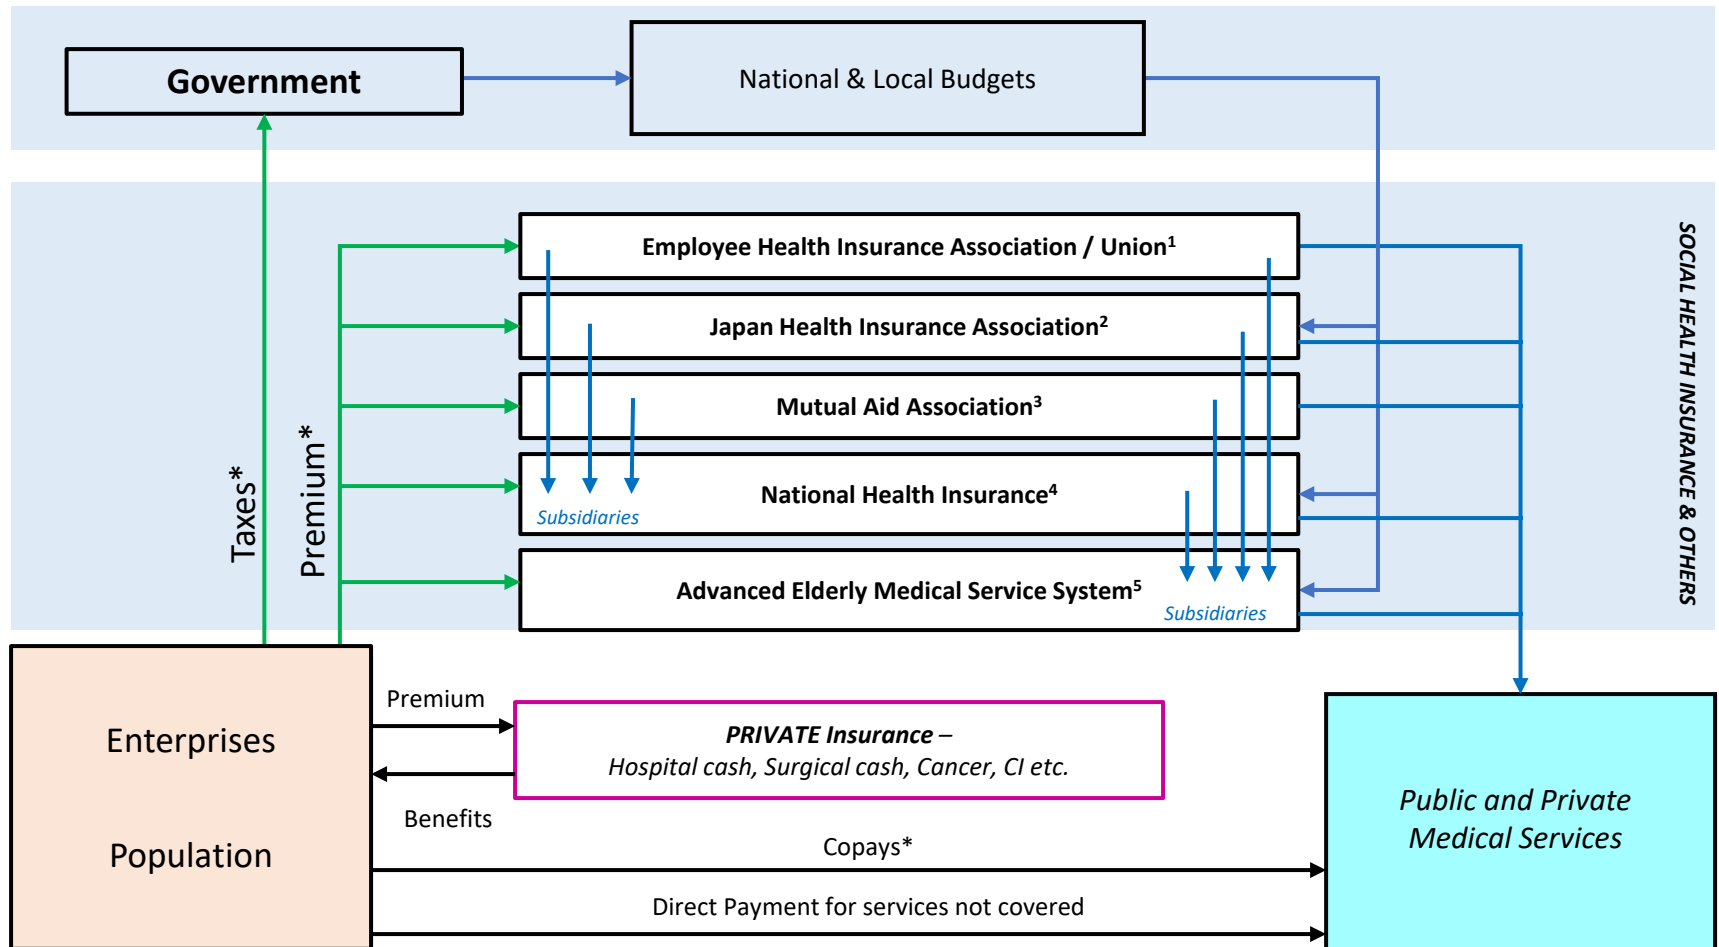 Government
National & Local Budgets
Employee Health Insurance Association / Union¹
Japan Health Insurance Association²
Mutual Aid Association³
National Health Insurance⁴
Subsidiaries
Advanced Elderly Medical Service System⁵
Subsidiaries
SOCIAL HEALTH INSURANCE & OTHERS
Taxes*
Premium*
Enterprises
Population
Premium
Benefits
PRIVATE Insurance –
Hospital cash, Surgical cash, Cancer, CI etc.
Copays*
Direct Payment for services not covered
Public and Private
Medical Services